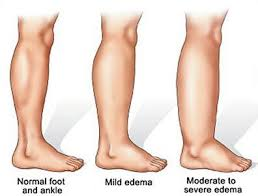 Normal foot
and ankle
Mild edema
Moderate to
severe edema